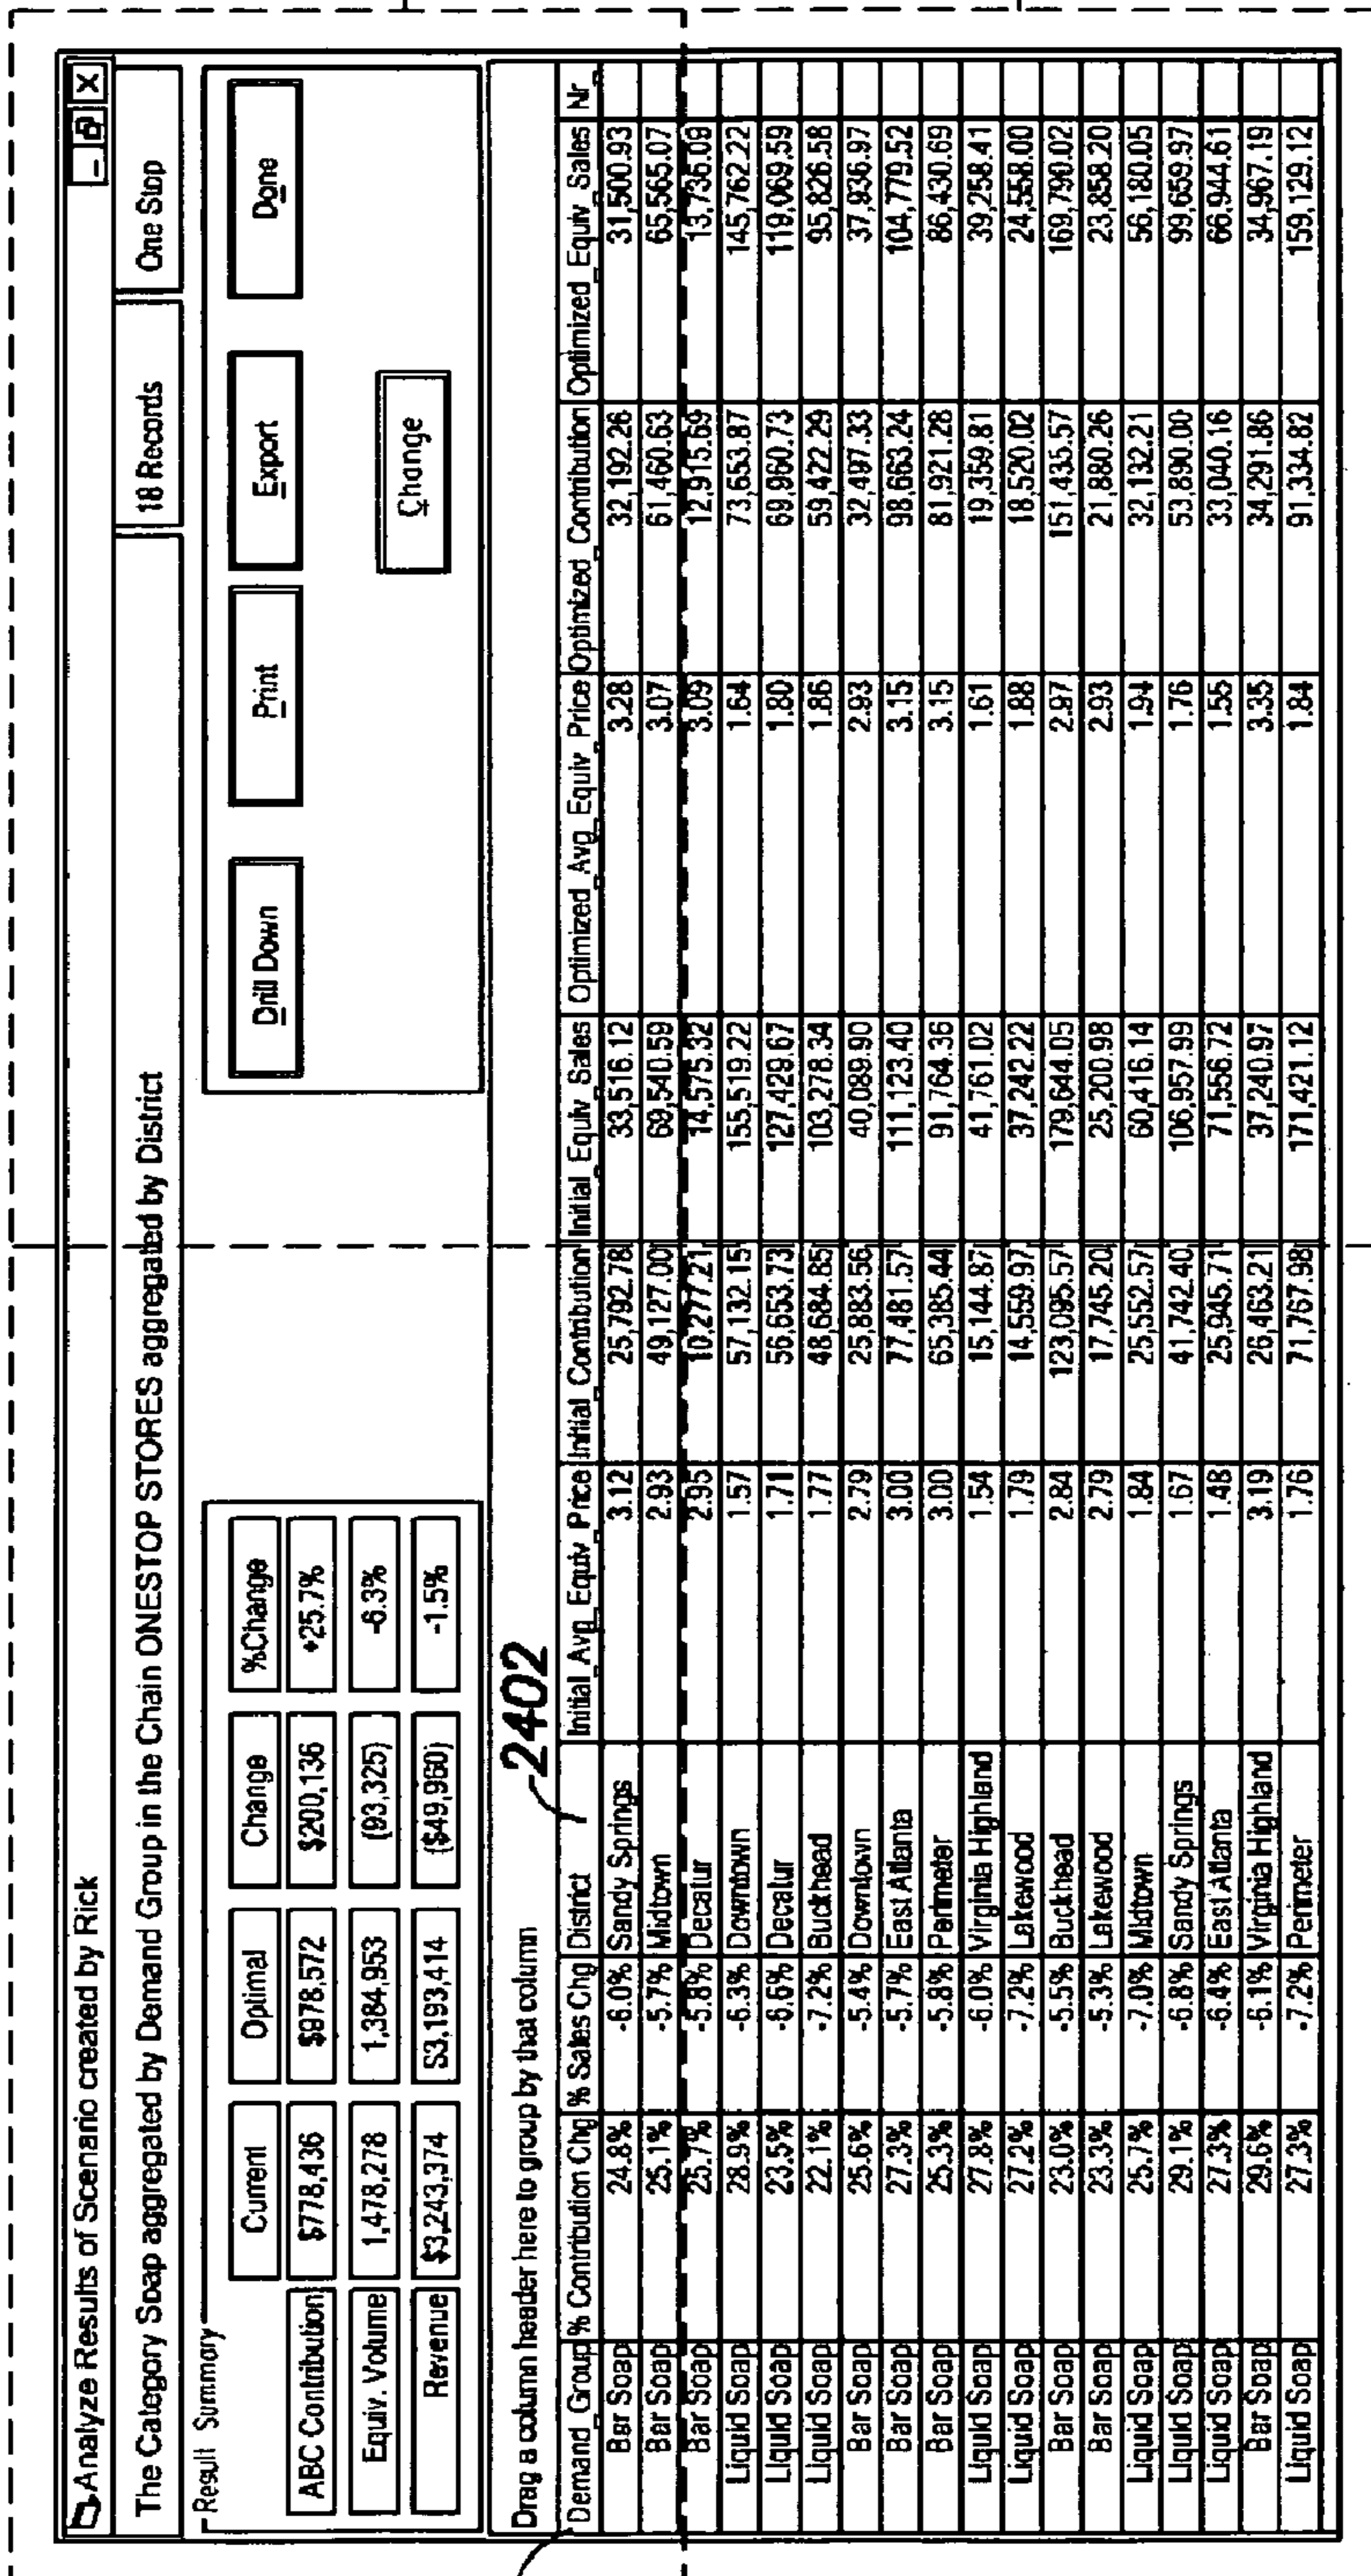 Analyze Results of Scenario created by Rick
The Category Soap aggregated by Demand Group in the Chain ONESTOP STORES aggregated by District 18 Records One Stop
Result Summary
Current Optimal Change %Change
ABC Contribution $778,436 $978,572 $200,136 +25.7%
Equiv. Volume 1,478,278 1,384,953 (93,325) -6.3%
Revenue $3,243,374 $3,193,414 ($49,960) -1.5%
Drill Down Print Export Done
Change
Drag a column header here to group by that column
2402
Demand Group % Contribution Chg % Sales Chg District Initial_Avg_Equiv_Price Initial_Contribution Initial_Equiv_Sales Optimized_Avg_Equiv_Price Optimized_Contribution Optimized_Equiv_Sales Nr_
Bar Soap 24.8% -6.0% Sandy Springs 3.12 25,792.78 33,516.12 3.28 32,192.26 31,500.93
Bar Soap 25.1% -5.7% Midtown 2.93 49,127.00 69,540.59 3.07 61,460.63 65,565.07
Bar Soap 25.7% -5.8% Decatur 2.95 10,277.21 14,575.32 3.09 12,915.69 13,736.09
Liquid Soap 28.9% -6.3% Downtown 1.57 57,132.15 155,519.22 1.64 73,653.87 145,762.22
Liquid Soap 23.5% -6.6% Decatur 1.71 56,653.73 127,429.67 1.80 69,960.73 119,069.59
Liquid Soap 22.1% -7.2% Buckhead 1.77 48,684.85 103,278.34 1.86 59,422.29 95,826.58
Bar Soap 25.6% -5.4% Downtown 2.79 25,883.56 40,089.90 2.93 32,497.33 37,936.97
Bar Soap 27.3% -5.7% East Atlanta 3.00 77,481.57 111,123.40 3.15 98,663.24 104,779.52
Bar Soap 25.3% -5.8% Perimeter 3.00 65,385.44 91,764.36 3.15 81,921.28 86,430.69
Liquid Soap 27.8% -6.0% Virginia Highland 1.54 15,144.87 41,761.02 1.61 19,359.81 39,258.41
Liquid Soap 27.2% -7.2% Lakewood 1.79 14,559.97 37,242.22 1.88 18,520.02 24,558.00
Bar Soap 23.0% -5.5% Buckhead 2.84 123,095.57 179,644.05 2.97 151,435.57 169,790.02
Bar Soap 23.3% -5.3% Lakewood 2.79 17,745.20 25,200.98 2.93 21,880.26 23,858.20
Liquid Soap 25.7% -7.0% Midtown 1.84 25,552.57 60,416.14 1.94 32,132.21 56,180.05
Liquid Soap 29.1% -6.8% Sandy Springs 1.67 41,742.40 106,957.99 1.76 53,890.00 99,659.97
Liquid Soap 27.3% -6.4% East Atlanta 1.48 25,945.71 71,556.72 1.55 33,040.16 66,944.61
Bar Soap 29.6% -6.1% Virginia Highland 3.19 26,463.21 37,240.97 3.35 34,291.86 34,967.19
Liquid Soap 27.3% -7.2% Perimeter 1.76 71,767.98 171,421.12 1.84 91,334.82 159,129.12